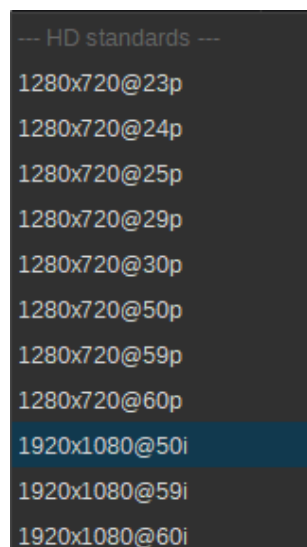 --- HD standards ---
1280x720@23p
1280x720@24p
1280x720@25p
1280x720@29p
1280x720@30p
1280x720@50p
1280x720@59p
1280x720@60p
1920x1080@50i
1920x1080@59i
1920x1080@60i